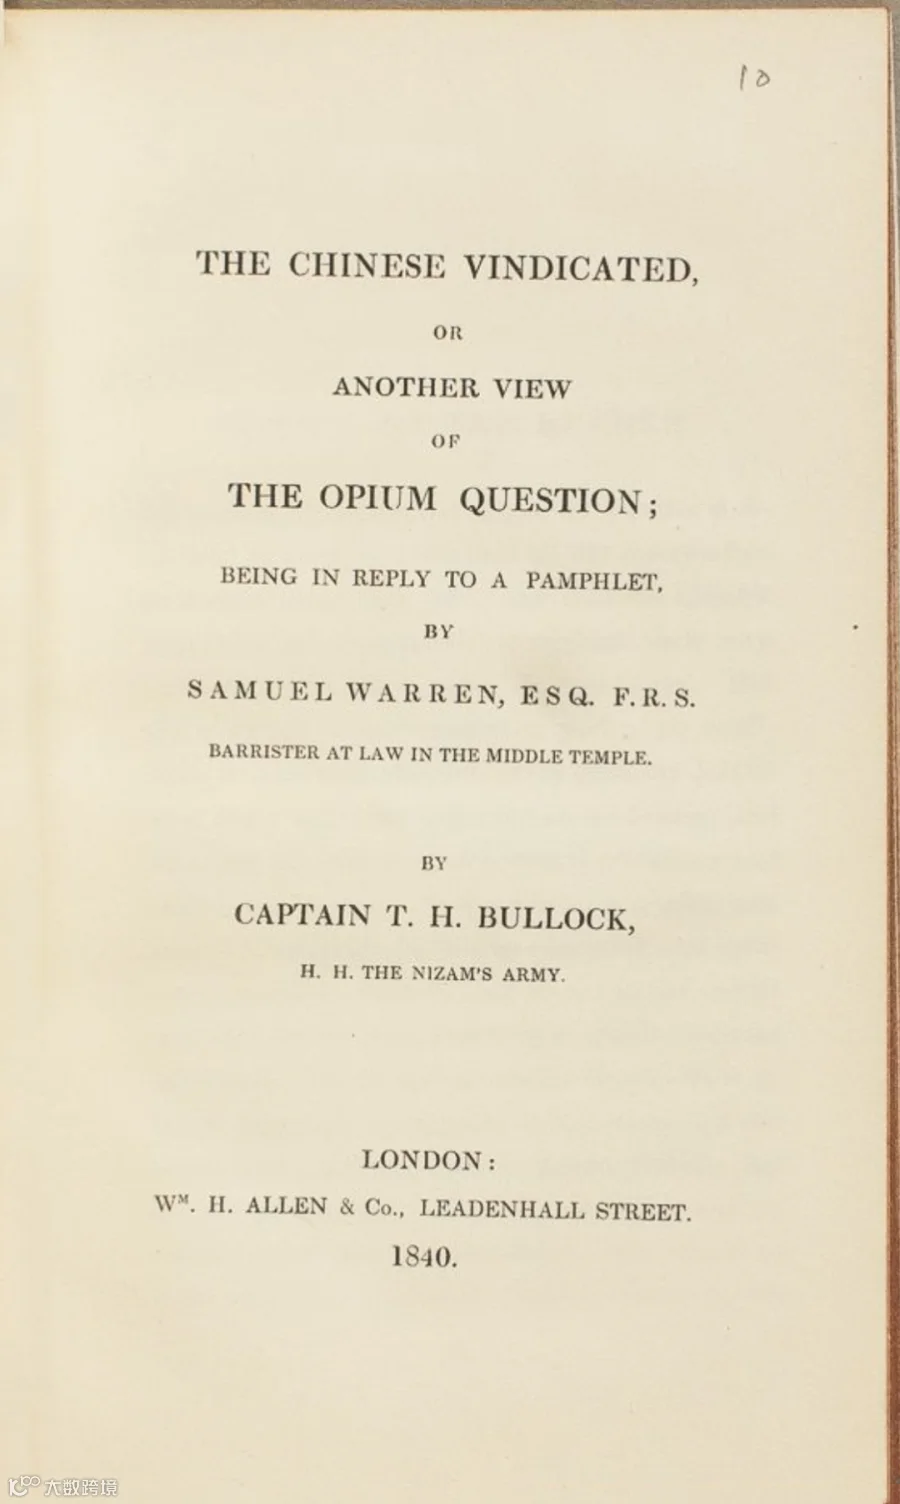 10
THE CHINESE VINDICATED,
OR
ANOTHER VIEW
OF
THE OPIUM QUESTION;
BEING IN REPLY TO A PAMPHLET,
BY
SAMUEL WARREN, ESQ. F.R.S.
BARRISTER AT LAW IN THE MIDDLE TEMPLE.
BY
CAPTAIN T. H. BULLOCK,
H. H. THE NIZAM'S ARMY.
LONDON:
WM. H. ALLEN & Co., LEADENHALL STREET.
1840.
大数跨境